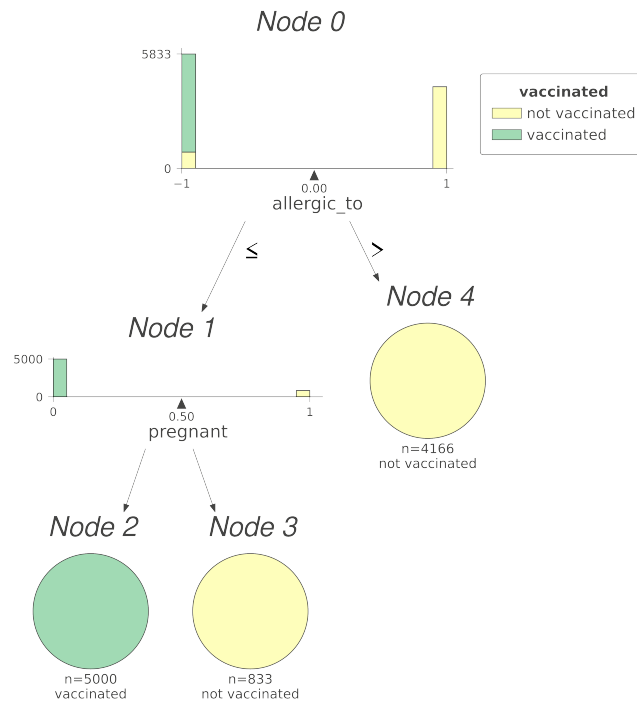 Node 0
5833
0
−1
0.00
1
allergic_to
vaccinated
not vaccinated
vaccinated
≤
>
Node 4
n=4166
not vaccinated
Node 1
5000
0
0
0.50
1
pregnant
Node 2
Node 3
n=5000
vaccinated
n=833
not vaccinated